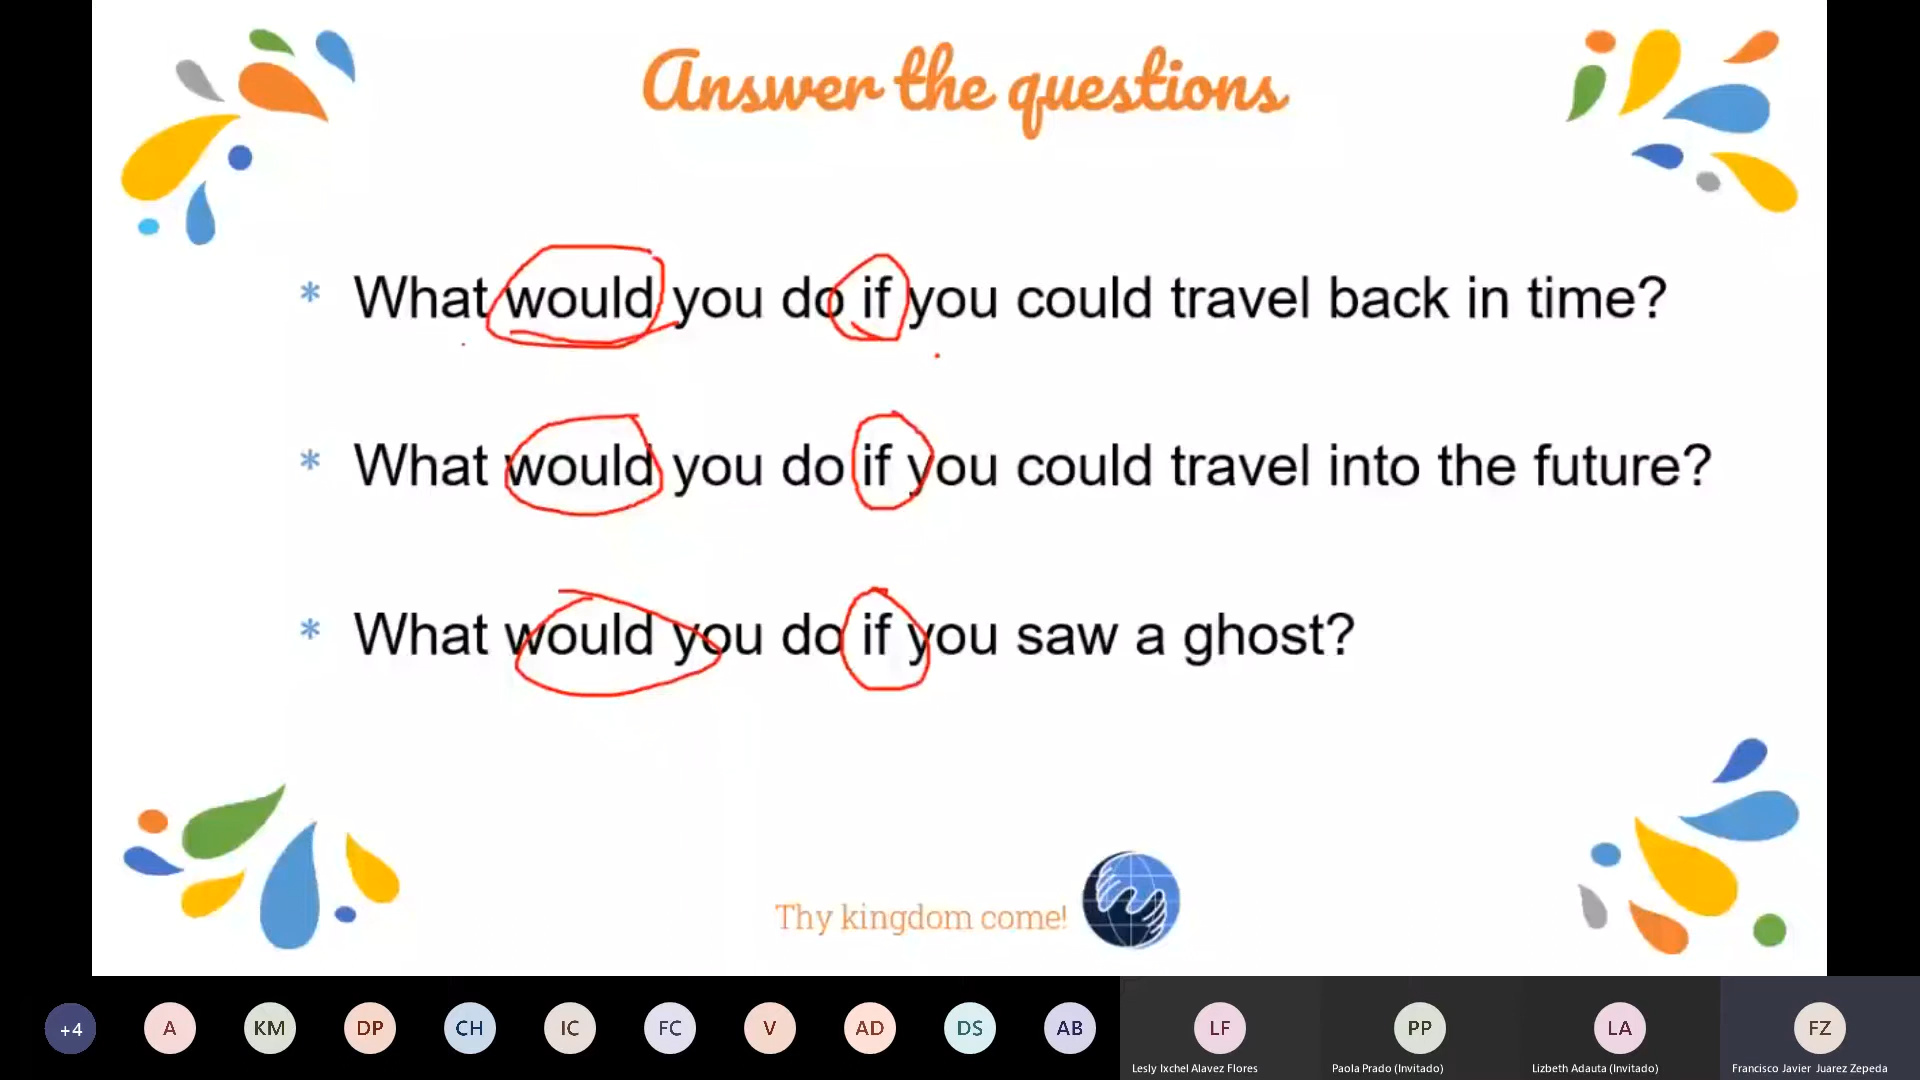 Answer the questions
* What would you do if you could travel back in time?
* What would you do if you could travel into the future?
* What would you do if you saw a ghost?
Thy kingdom come!
+4 A KM DP CH IC FC V AD DS AB LF PP LA FZ
Lesly Ixchel Alavez Flores Paola Prado (Invitado) Lizbeth Adauta (Invitado) Francisco Javier Juarez Zepeda